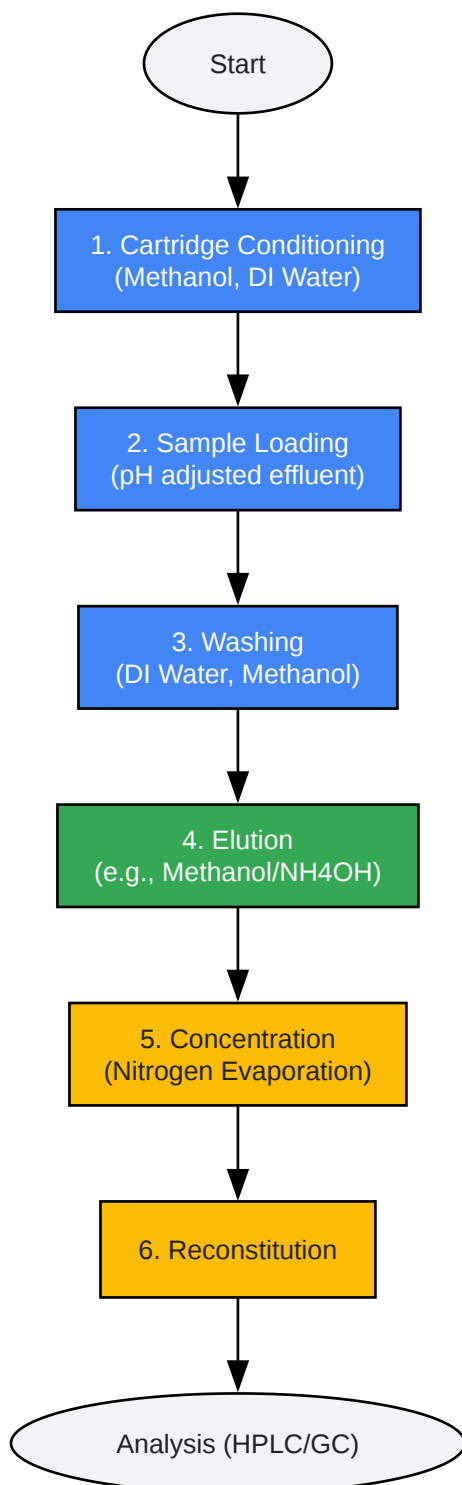 Start
1. Cartridge Conditioning
(Methanol, DI Water)
2. Sample Loading
(pH adjusted effluent)
3. Washing
(DI Water, Methanol)
4. Elution
(e.g., Methanol/NH4OH)
5. Concentration
(Nitrogen Evaporation)
6. Reconstitution
Analysis (HPLC/GC)